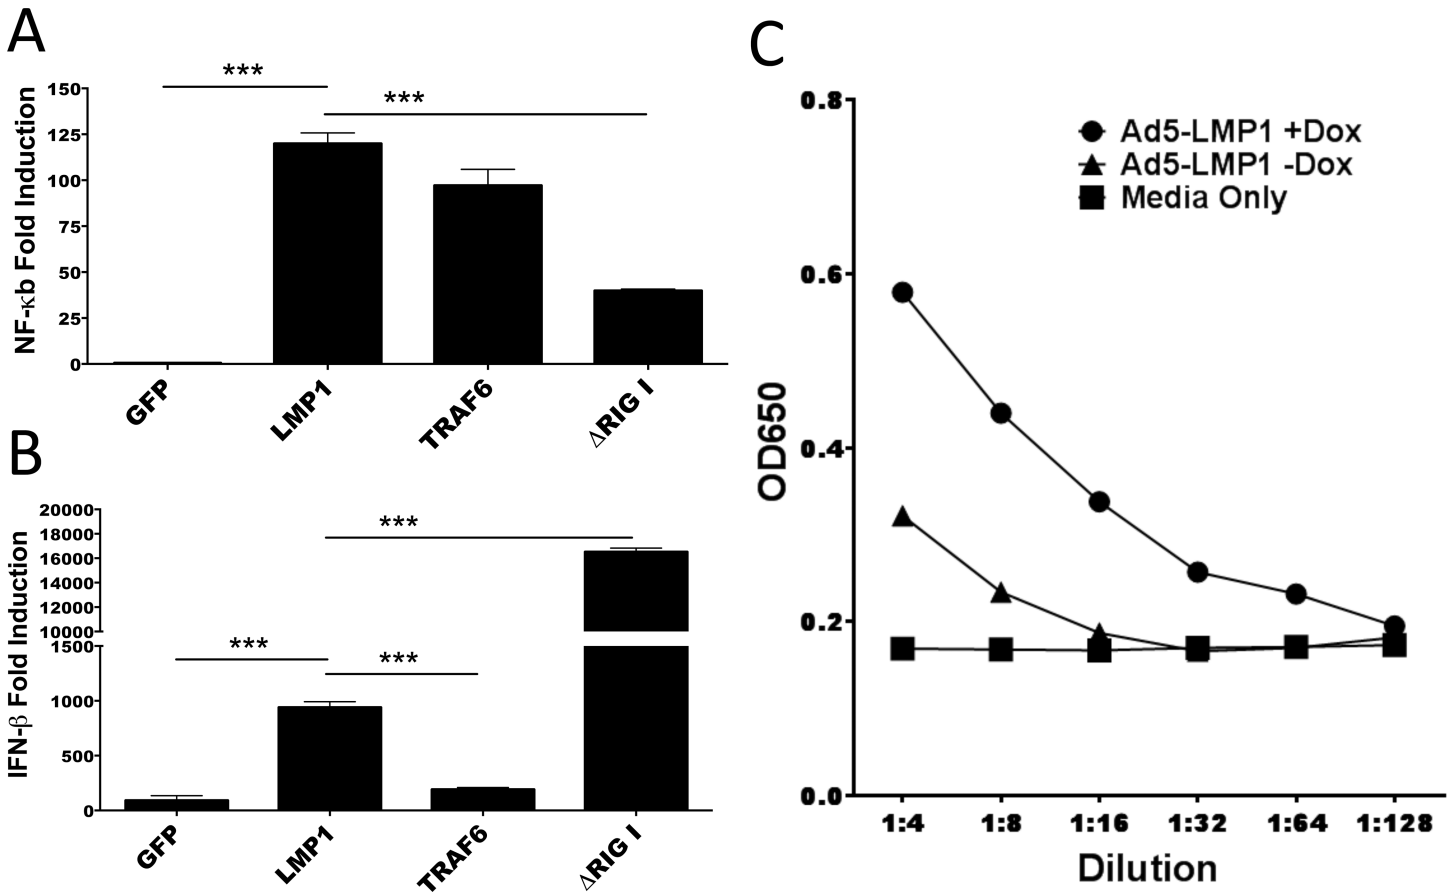 A
***
***
NF-κb Fold Induction
150
125
100
75
50
25
0
GFP
LMP1
TRAF6
ΔRIG I
B
***
***
***
IFN-β Fold Induction
20000
18000
16000
14000
12000
10000
1500
1000
500
0
GFP
LMP1
TRAF6
ΔRIG I
C
Ad5-LMP1 +Dox
Ad5-LMP1 -Dox
Media Only
OD650
0.8
0.6
0.4
0.2
0.0
1:4 1:8 1:16 1:32 1:64 1:128
Dilution